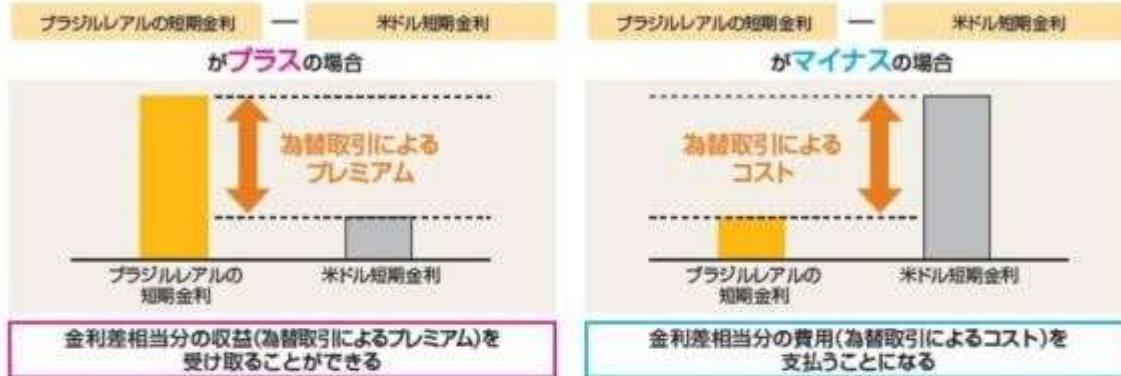 ブラジルレアルの短期金利 ー 米ドル短期金利
がプラスの場合
為替取引による
プレミアム
ブラジルレアルの
短期金利
米ドル短期金利
金利差相当分の収益(為替取引によるプレミアム)を
受け取ることができる
ブラジルレアルの短期金利 ー 米ドル短期金利
がマイナスの場合
為替取引による
コスト
ブラジルレアルの
短期金利
米ドル短期金利
金利差相当分の費用(為替取引によるコスト)を
支払うことになる